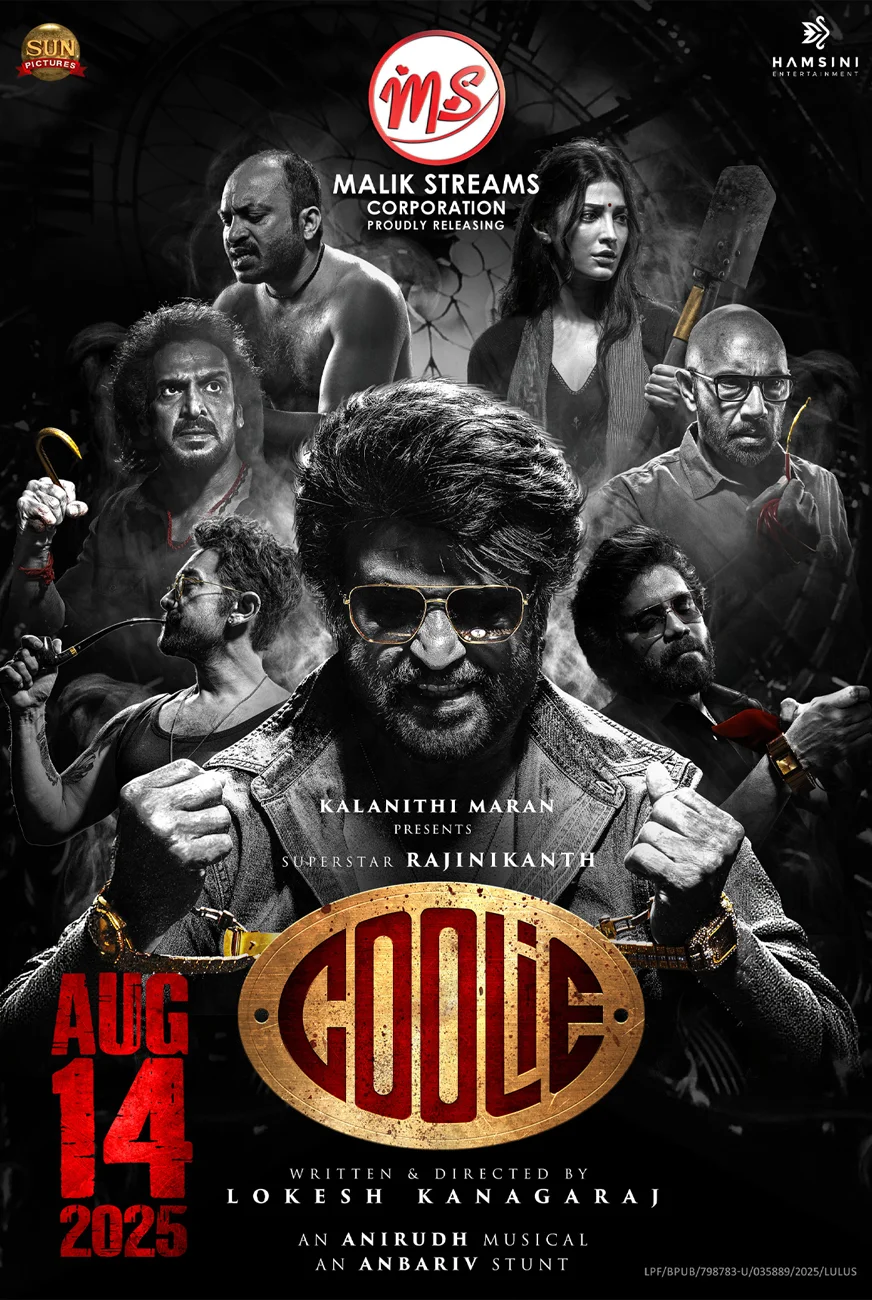 SUN
PICTURES
MS
HAMSINI
ENTERTAINMENT
MALIK STREAMS
CORPORATION
PROUDLY RELEASING
KALANITHI MARAN
PRESENTS
SUPERSTAR RAJINIKANTH
COOLiE
AUG
14
2025
WRITTEN & DIRECTED BY
LOKESH KANAGARAJ
AN ANIRUDH MUSICAL
AN ANBARIV STUNT
LPF/BPUB/798783-U/035889/2025/LULUS